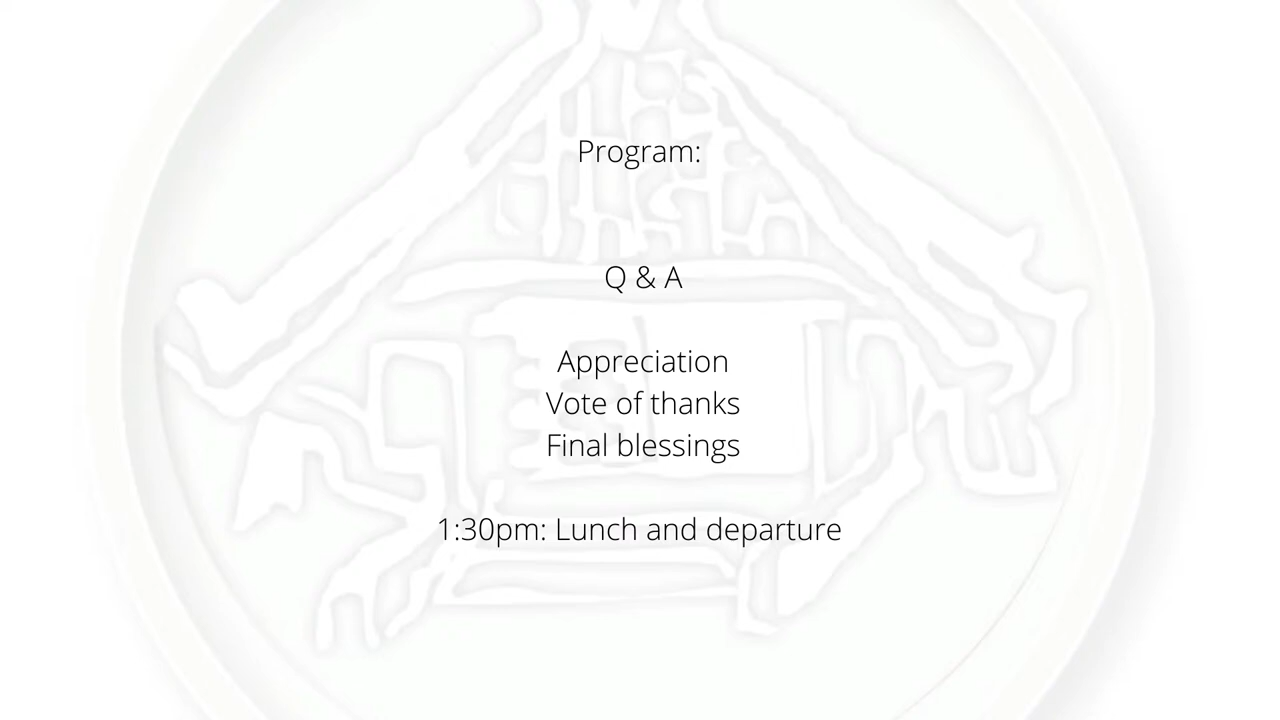 Program:
Q & A
Appreciation
Vote of thanks
Final blessings
1:30pm: Lunch and departure